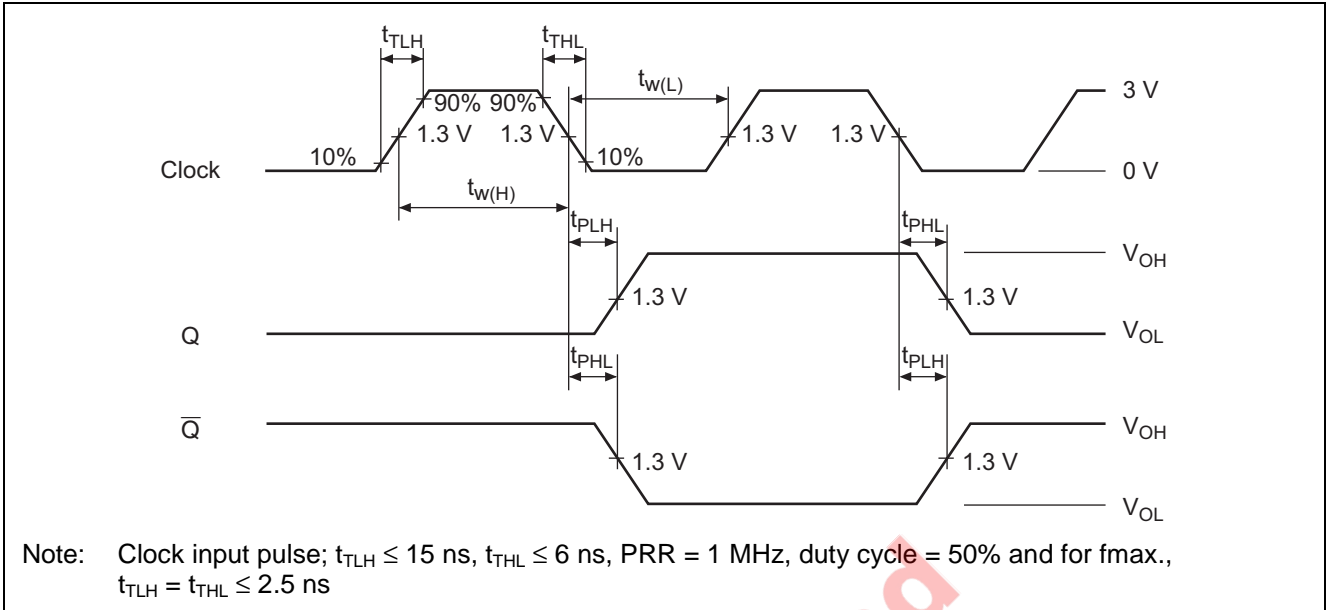 tTLH tTHL
tw(L)
3 V
90% 90%
1.3 V 1.3 V 1.3 V 1.3 V
10% 10%
Clock
0 V
tw(H)
tPLH tPHL
VOH
1.3 V 1.3 V
Q
VOL
tPHL tPLH
Q̅
VOH
1.3 V 1.3 V
VOL
Note: Clock input pulse; tTLH ≤ 15 ns, tTHL ≤ 6 ns, PRR = 1 MHz, duty cycle = 50% and for fmax.,
tTLH = tTHL ≤ 2.5 ns